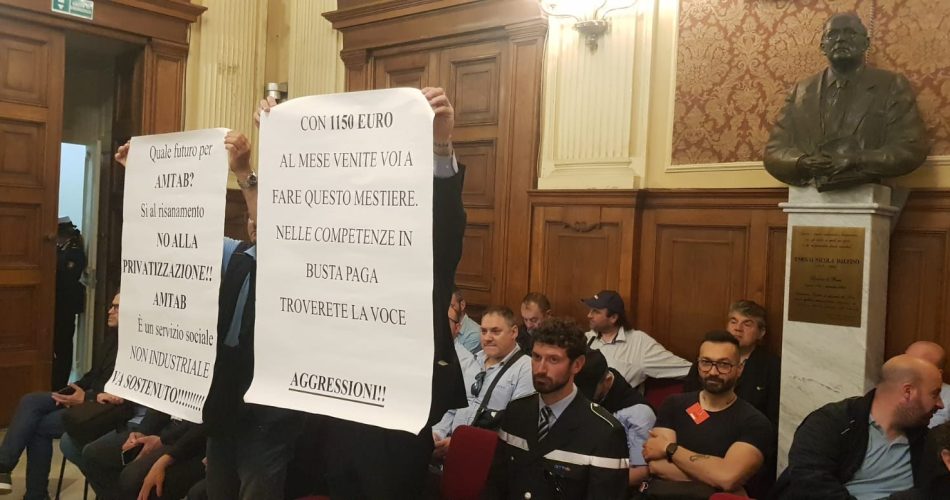 Quale futuro per
AMTAB?
Si al risanamento
NO ALLA
PRIVATIZZAZIONE!!
AMTAB
È un servizio sociale
NON INDUSTRIALE
VA SOSTENUTO!!!!!!!!!
CON 1150 EURO
AL MESE VENITE VOI A
FARE QUESTO MESTIERE.
NELLE COMPETENZE IN
BUSTA PAGA
TROVERETE LA VOCE
AGGRESSIONI!!